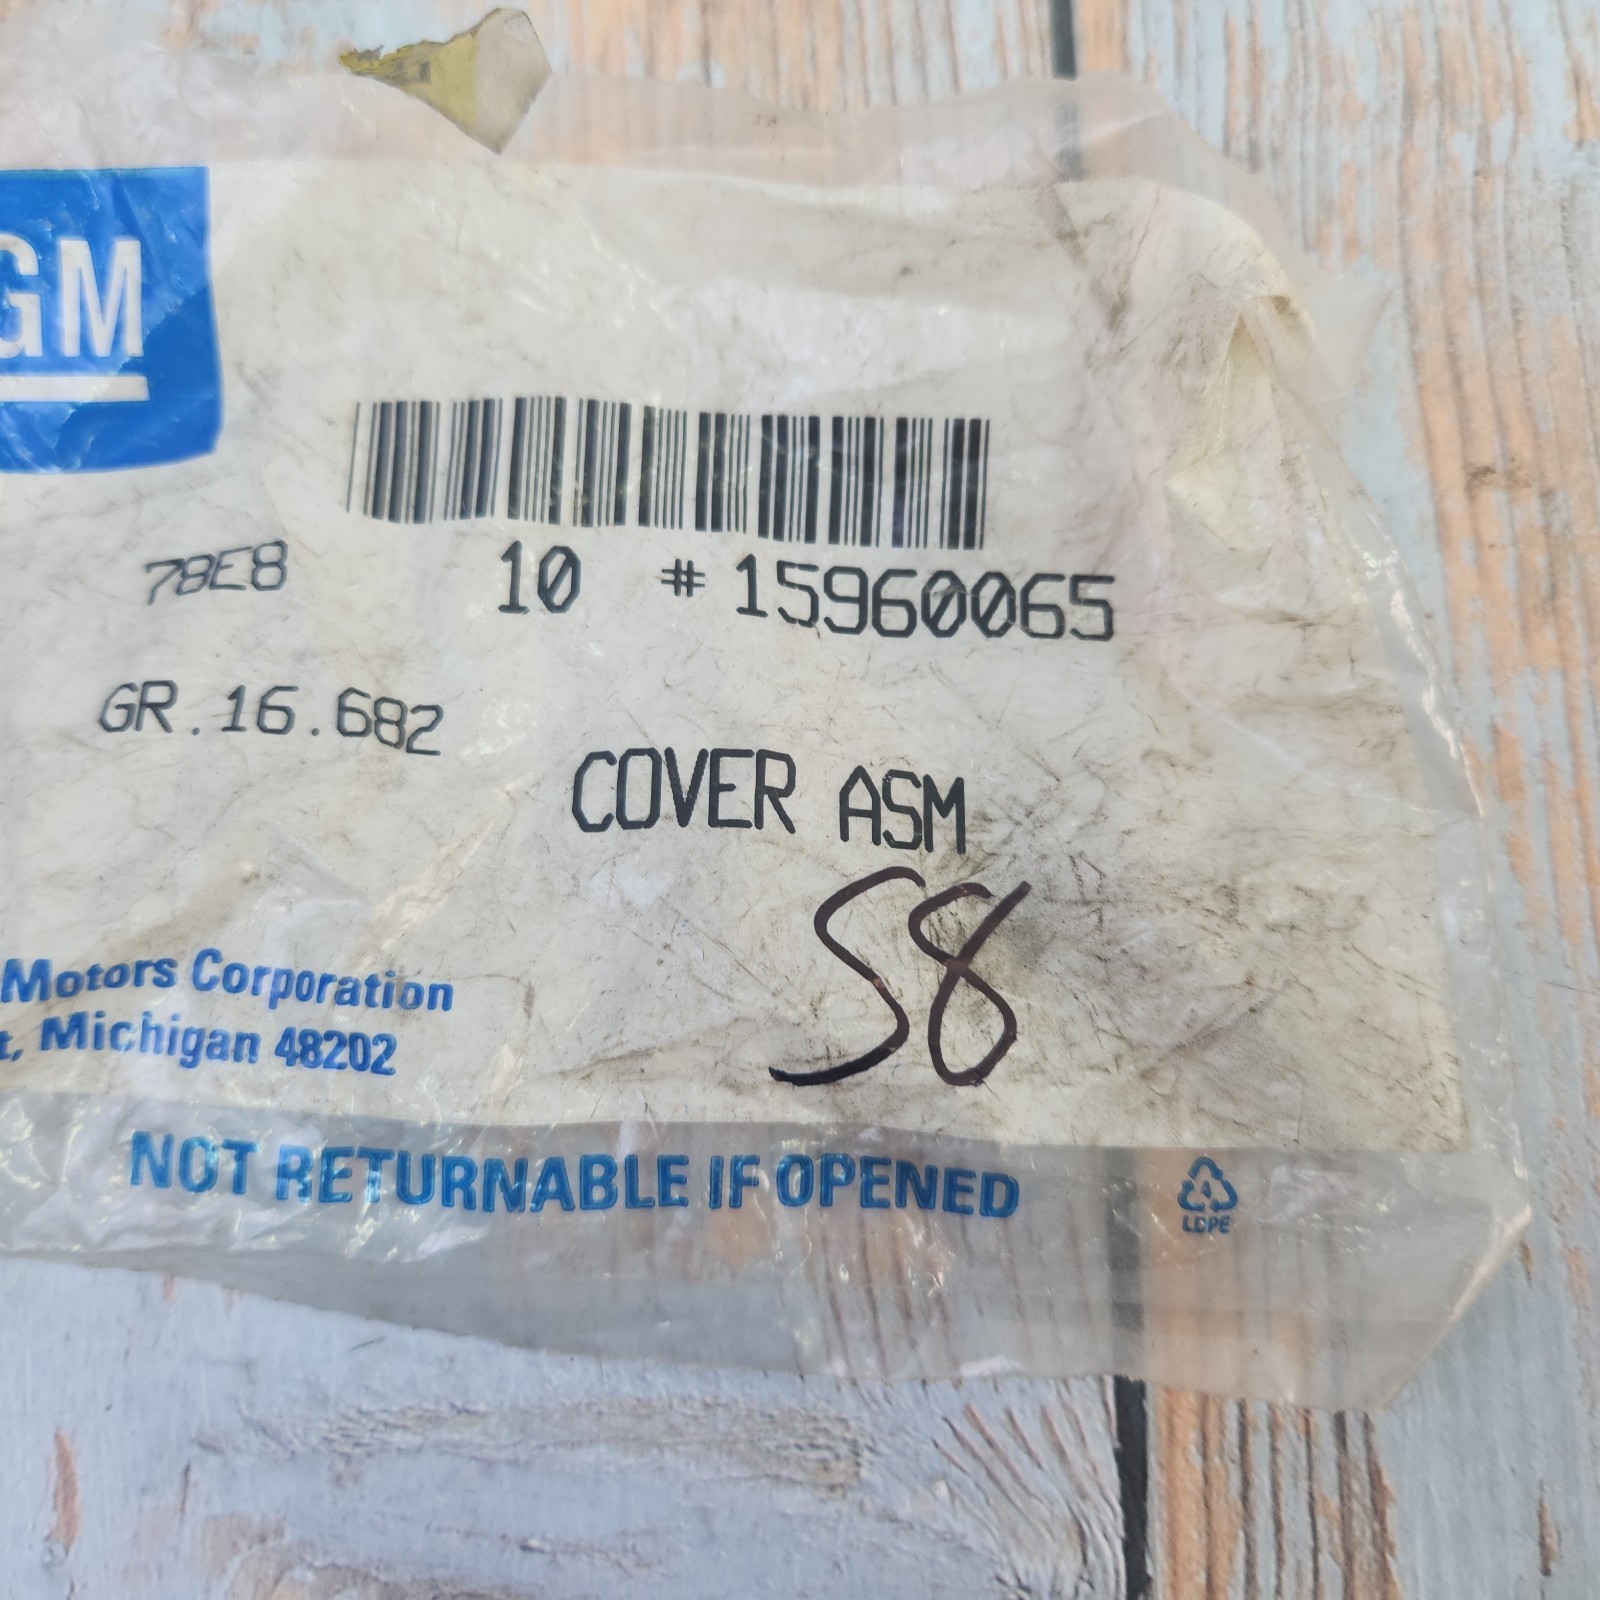 GM
78E8 10 # 15960065
GR.16.682
COVER ASM
58
Motors Corporation
t, Michigan 48202
NOT RETURNABLE IF OPENED
LDPE